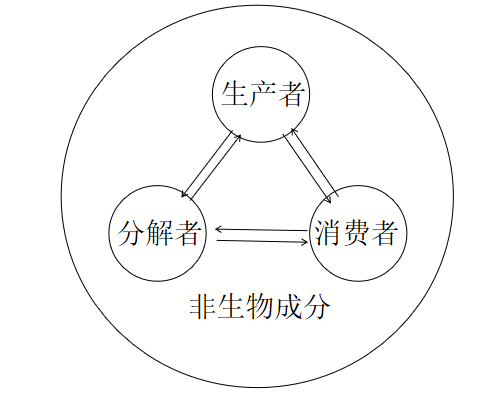 生产者
分解者
消费者
非生物成分